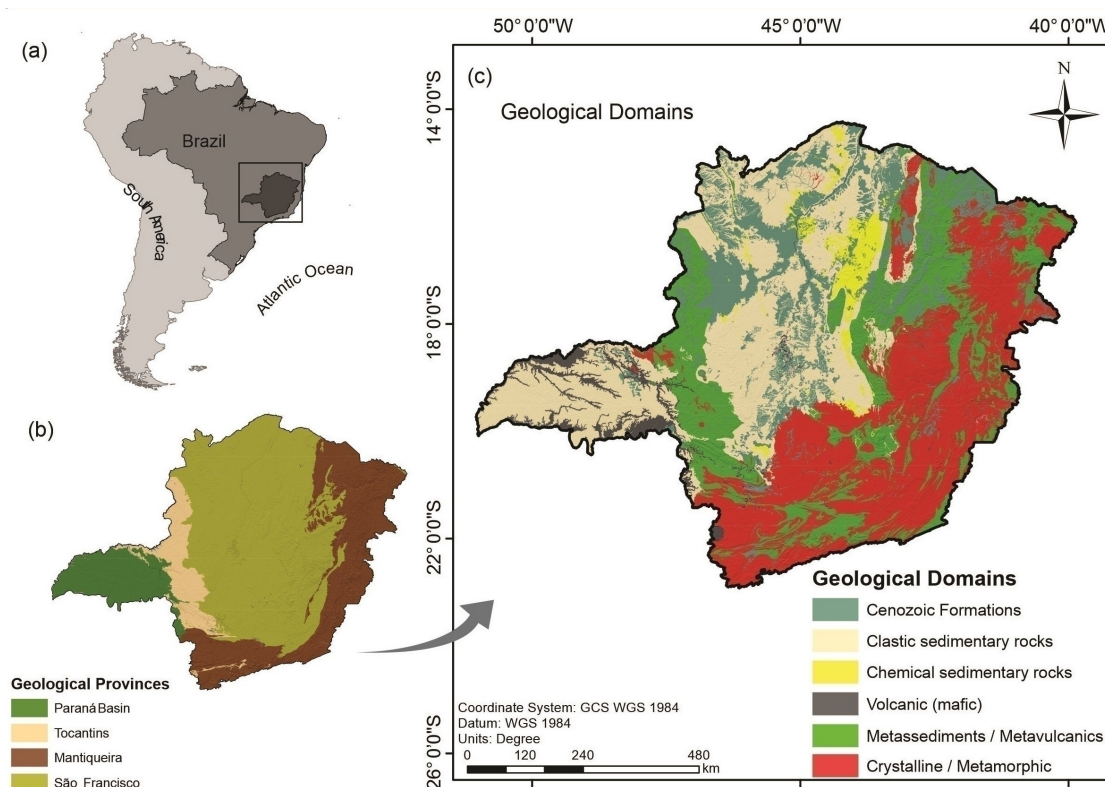 (a)
Brazil
South America
Atlantic Ocean
(b)
Geological Provinces
Paraná Basin
Tocantins
Mantiqueira
São Francisco
50° 0'0"W
45° 0'0"W
40° 0'0"W
14° 0'0"S
18° 0'0"S
22° 0'0"S
26° 0'0"S
(c)
Geological Domains
N
Geological Domains
Cenozoic Formations
Clastic sedimentary rocks
Chemical sedimentary rocks
Volcanic (mafic)
Metassediments / Metavulcanics
Crystalline / Metamorphic
Coordinate System: GCS WGS 1984
Datum: WGS 1984
Units: Degree
0 120 240 480
km